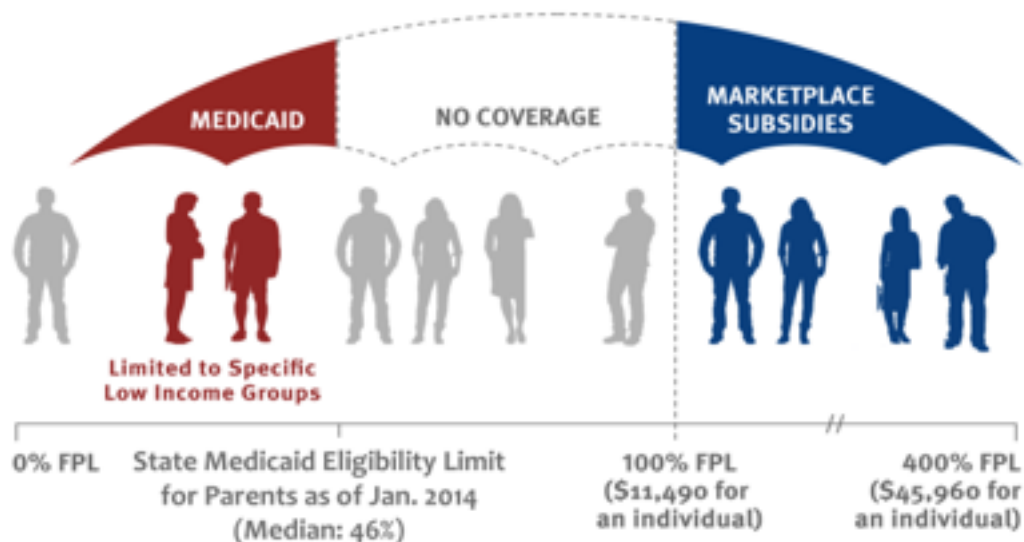 MEDICAID
NO COVERAGE
MARKETPLACE
SUBSIDIES
Limited to Specific
Low Income Groups
0% FPL
State Medicaid Eligibility Limit
for Parents as of Jan. 2014
(Median: 46%)
100% FPL
($11,490 for
an individual)
400% FPL
($45,960 for
an individual)